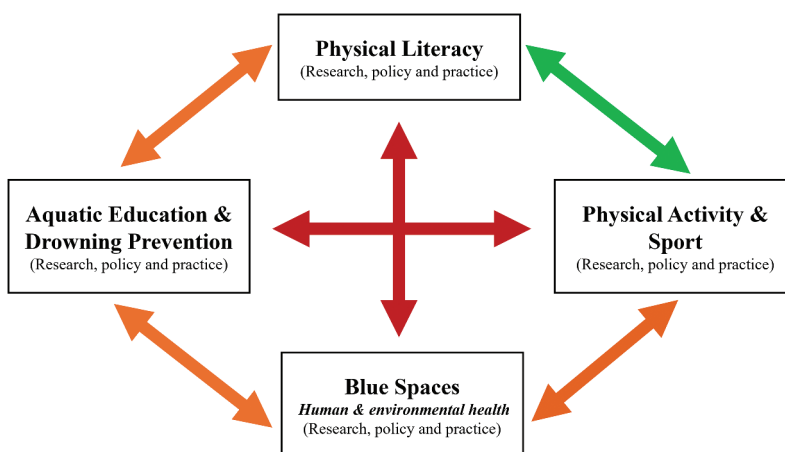 Physical Literacy
(Research, policy and practice)
Aquatic Education &
Drowning Prevention
(Research, policy and practice)
Physical Activity &
Sport
(Research, policy and practice)
Blue Spaces
Human & environmental health
(Research, policy and practice)